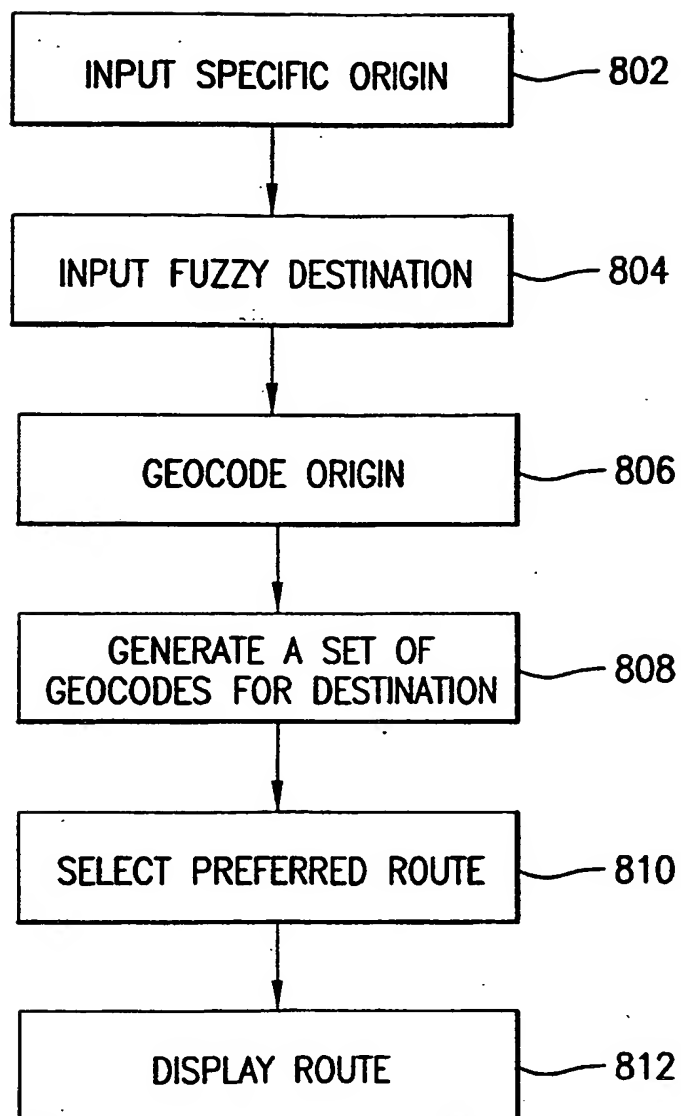 INPUT SPECIFIC ORIGIN 802
INPUT FUZZY DESTINATION 804
GEOCODE ORIGIN 806
GENERATE A SET OF
GEOCODES FOR DESTINATION 808
SELECT PREFERRED ROUTE 810
DISPLAY ROUTE 812